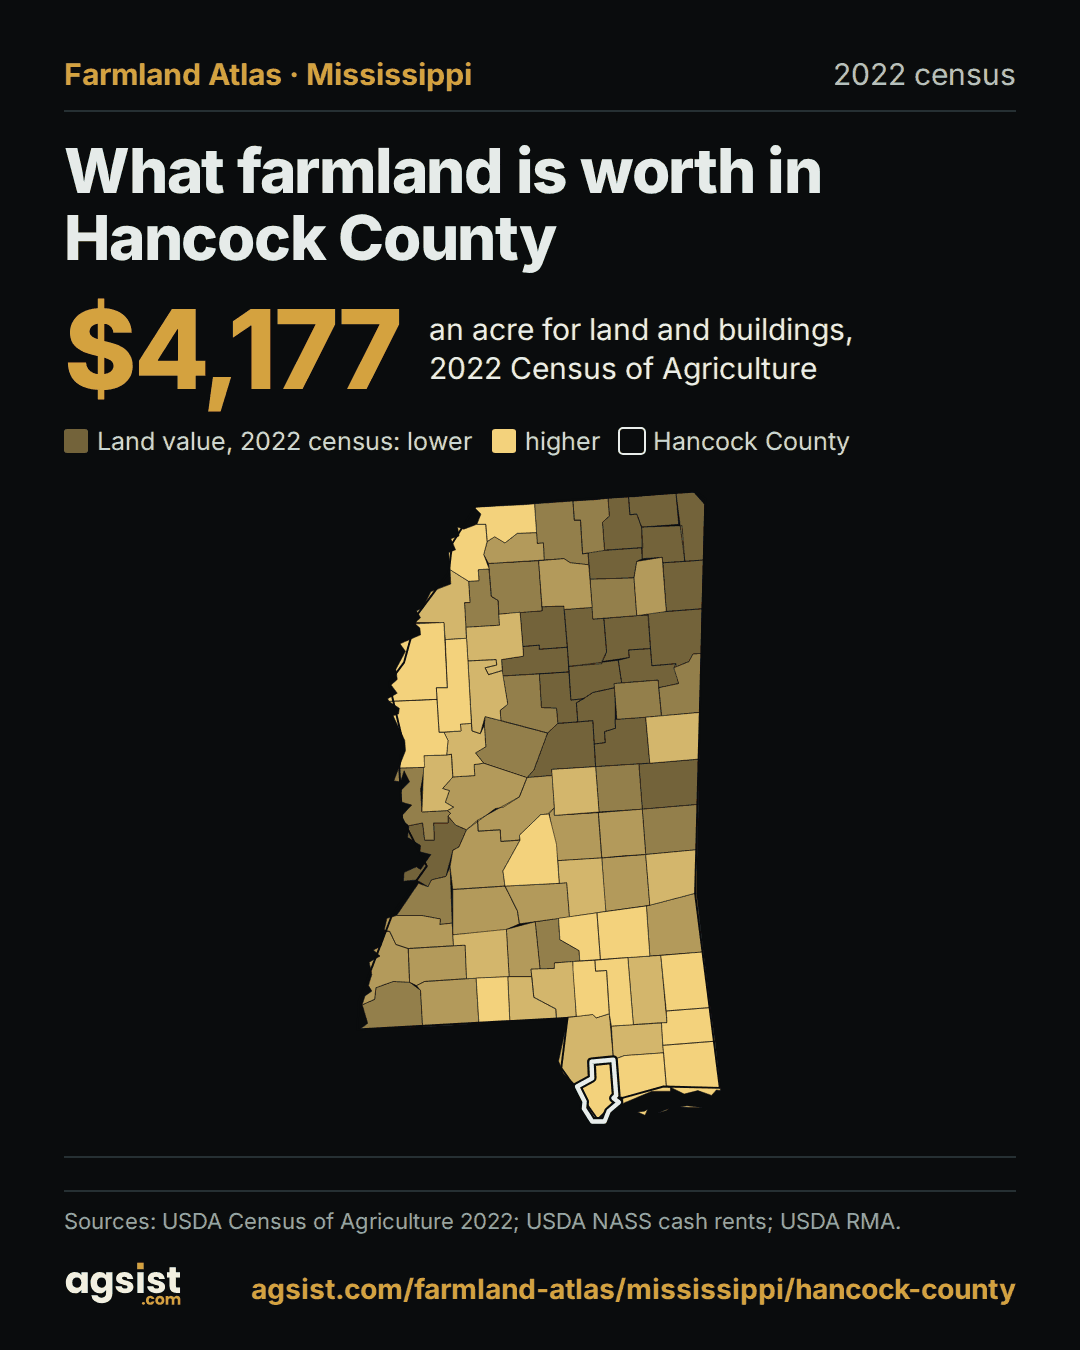 Farmland Atlas · Mississippi
2022 census
What farmland is worth in
Hancock County
$4,177
an acre for land and buildings,
2022 Census of Agriculture
Land value, 2022 census: lower
higher
Hancock County
Sources: USDA Census of Agriculture 2022; USDA NASS cash rents; USDA RMA.
agsist
.com
agsist.com/farmland-atlas/mississippi/hancock-county